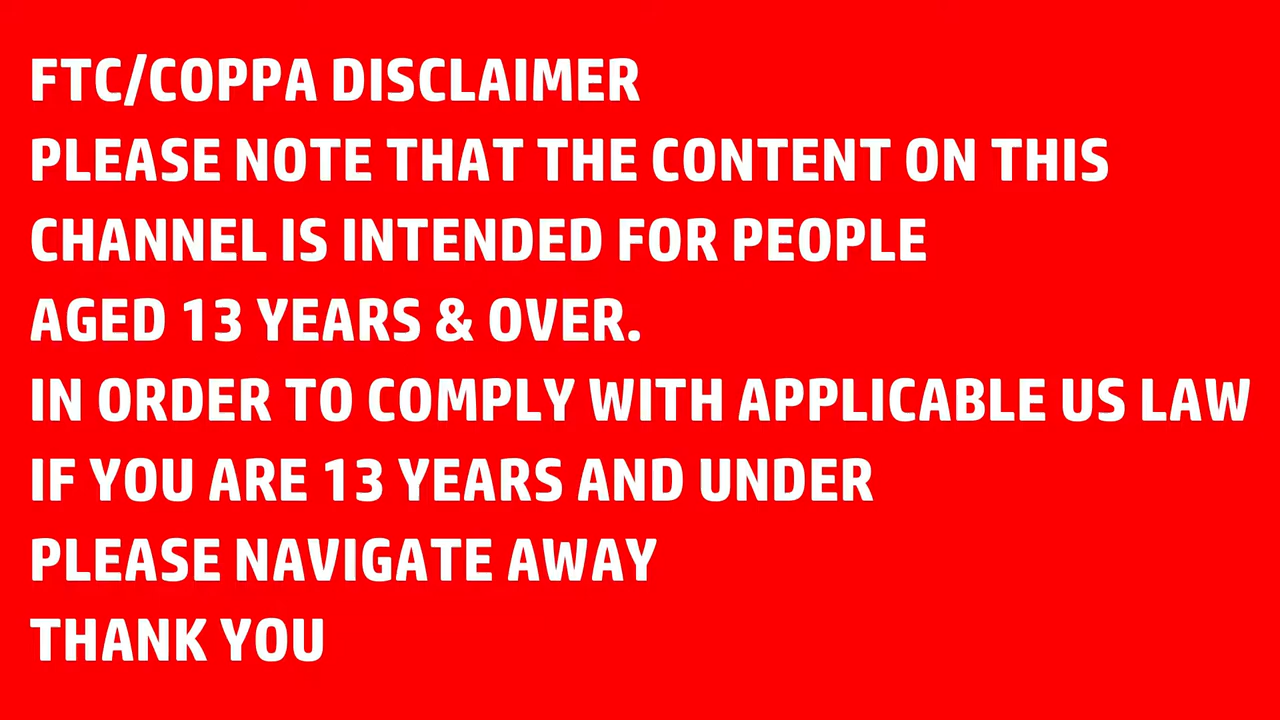 FTC/COPPA DISCLAIMER
PLEASE NOTE THAT THE CONTENT ON THIS
CHANNEL IS INTENDED FOR PEOPLE
AGED 13 YEARS & OVER.
IN ORDER TO COMPLY WITH APPLICABLE US LAW
IF YOU ARE 13 YEARS AND UNDER
PLEASE NAVIGATE AWAY
THANK YOU